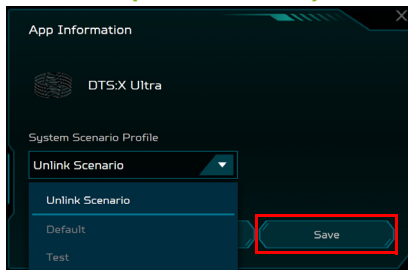 App Information
DTS:X Ultra
System Scenario Profile
Unlink Scenario
Unlink Scenario
Default
Save
Test